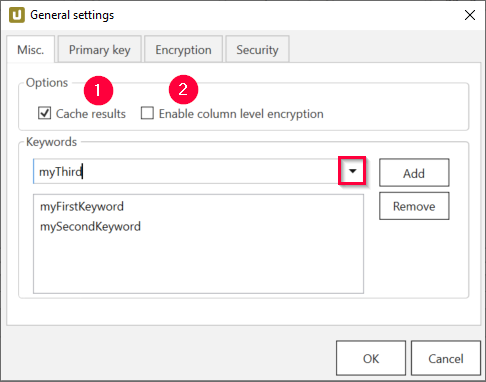 U General settings
Misc. Primary key Encryption Security
Options
1 2
Cache results Enable column level encryption
Keywords
myThird Add
myFirstKeyword Remove
mySecondKeyword
OK Cancel